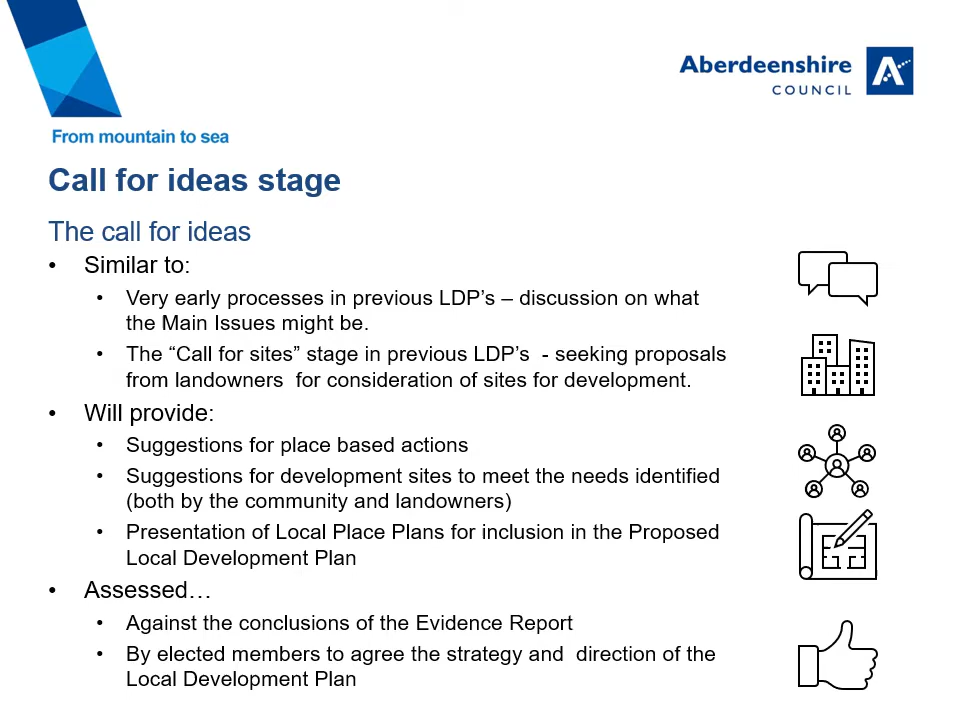 Aberdeenshire
COUNCIL
From mountain to sea
Call for ideas stage
The call for ideas
• Similar to:
• Very early processes in previous LDP’s – discussion on what
the Main Issues might be.
• The “Call for sites” stage in previous LDP’s  - seeking proposals
from landowners  for consideration of sites for development.
• Will provide:
• Suggestions for place based actions
• Suggestions for development sites to meet the needs identified
(both by the community and landowners)
• Presentation of Local Place Plans for inclusion in the Proposed
Local Development Plan
• Assessed…
• Against the conclusions of the Evidence Report
• By elected members to agree the strategy and  direction of the
Local Development Plan